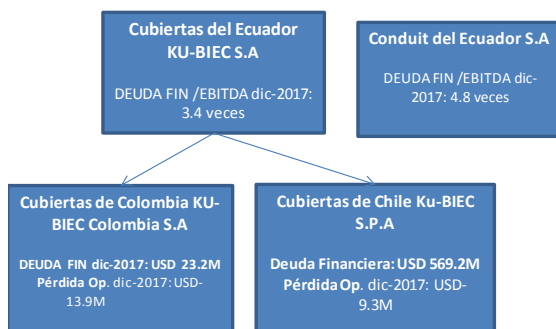 Cubiertas del Ecuador
KU-BIEC S.A
DEUDA FIN /EBITDA dic-2017:
3.4 veces
Conduit del Ecuador S.A
DEUDA FIN /EBITDA dic-
2017: 4.8 veces
Cubiertas de Colombia KU-
BIEC Colombia S.A
DEUDA FIN dic-2017: USD 23.2M
Pérdida Op. dic-2017: USD-
13.9M
Cubiertas de Chile Ku-BIEC
S.P.A
Deuda Financiera: USD 569.2M
Pérdida Op. dic-2017: USD-
9.3M